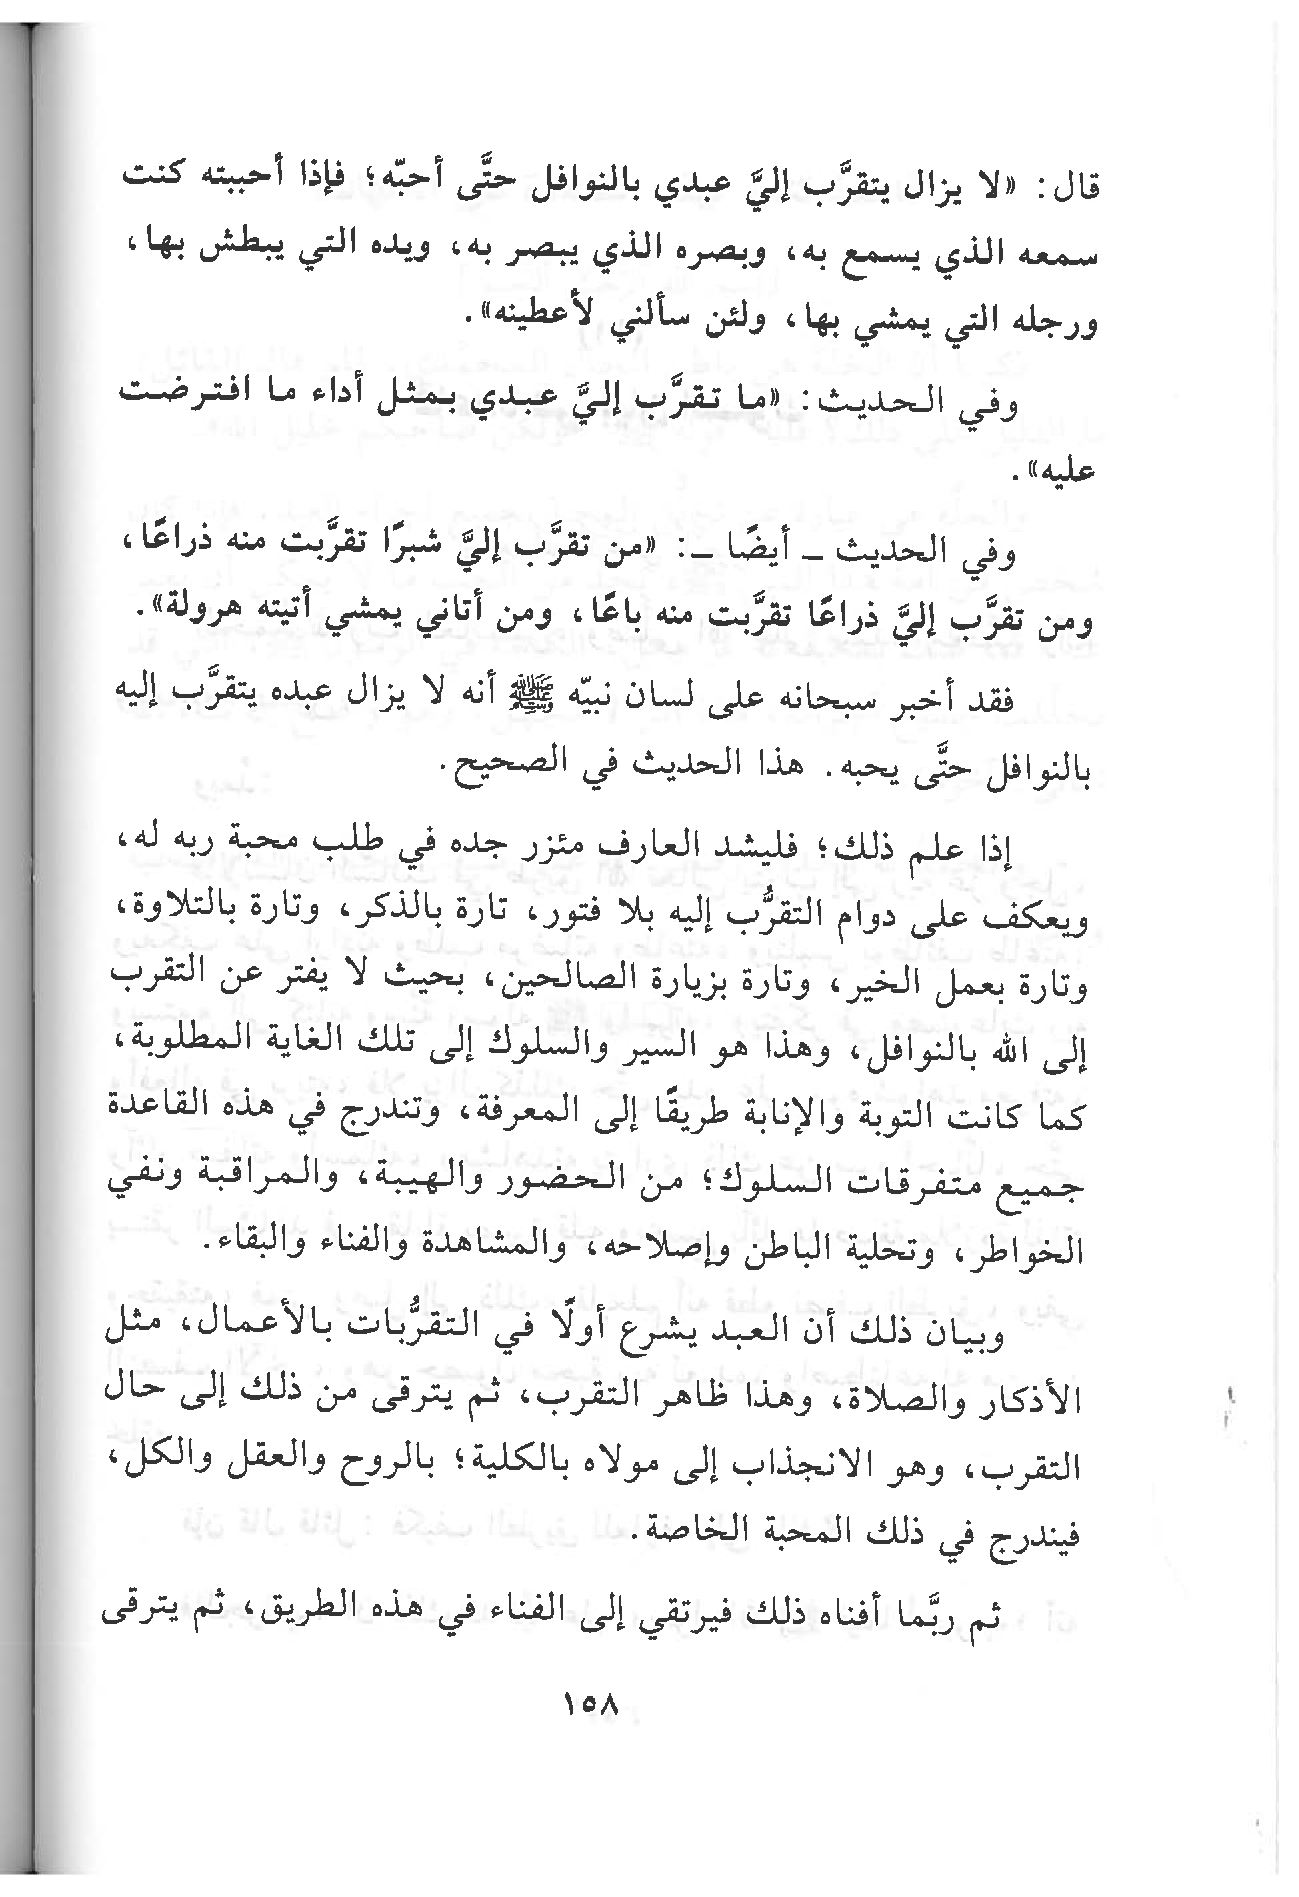 قال: «لا يزال يتقرَّب إليَّ عبدي بالنوافل حتَّى أحبّه؛ فإذا أحببته كنت
سمعه الذي يسمع به، وبصره الذي يبصر به، ويده التي يبطش بها،
ورجله التي يمشي بها، ولئن سألني لأعطينه».
وفي الحديث: «ما تقرَّب إليَّ عبدي بمثل أداء ما افترضت
عليه».
وفي الحديث ـ أيضًا ـ: «من تقرَّب إليَّ شبرًا تقرَّبت منه ذراعًا،
ومن تقرَّب إليَّ ذراعًا تقرَّبت منه باعًا، ومن أتاني يمشي أتيته هرولة».
فقد أخبر سبحانه على لسان نبيّه ﷺ أنه لا يزال عبده يتقرَّب إليه
بالنوافل حتَّى يحبه. هذا الحديث في الصحيح.
إذا علم ذلك؛ فليشد العارف مئزر جده في طلب محبة ربه له،
ويعكف على دوام التقرُّب إليه بلا فتور، تارة بالذكر، وتارة بالتلاوة،
وتارة بعمل الخير، وتارة بزيارة الصالحين، بحيث لا يفتر عن التقرب
إلى الله بالنوافل، وهذا هو السير والسلوك إلى تلك الغاية المطلوبة،
كما كانت التوبة والإنابة طريقًا إلى المعرفة، وتندرج في هذه القاعدة
جميع متفرقات السلوك؛ من الحضور والهيبة، والمراقبة ونفي
الخواطر، وتحلية الباطن وإصلاحه، والمشاهدة والفناء والبقاء.
وبيان ذلك أن العبد يشرع أولًا في التقرُّبات بالأعمال، مثل
الأذكار والصلاة، وهذا ظاهر التقرب، ثم يترقى من ذلك إلى حال
التقرب، وهو الانجذاب إلى مولاه بالكلية؛ بالروح والعقل والكل،
فيندرج في ذلك المحبة الخاصة.
ثم ربَّما أفناه ذلك فيرتقي إلى الفناء في هذه الطريق، ثم يترقى
١٥٨